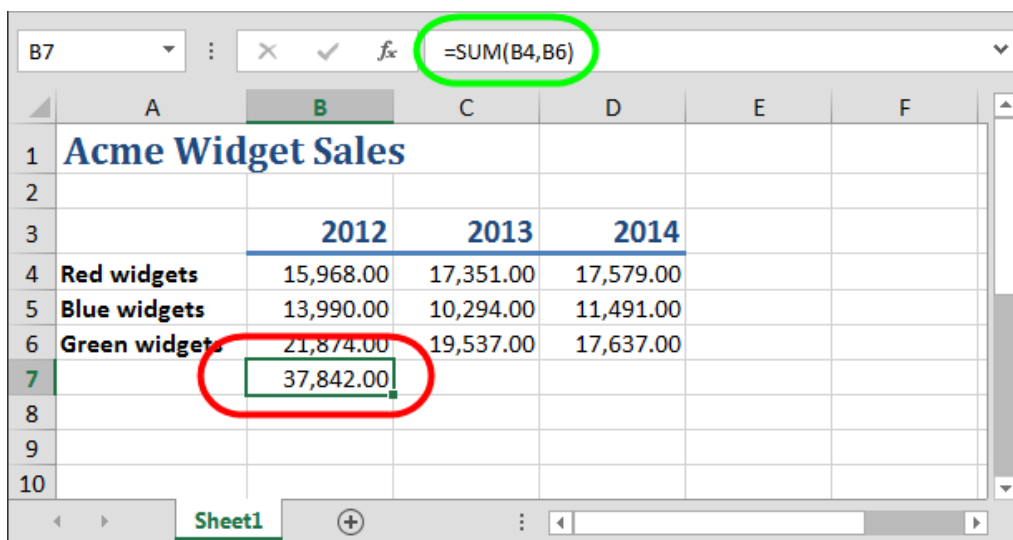 B7 fx =SUM(B4,B6)
A B C D E F
1 Acme Widget Sales
2
3 2012 2013 2014
4 Red widgets 15,968.00 17,351.00 17,579.00
5 Blue widgets 13,990.00 10,294.00 11,491.00
6 Green widgets 21,874.00 19,537.00 17,637.00
7 37,842.00
8
9
10
Sheet1